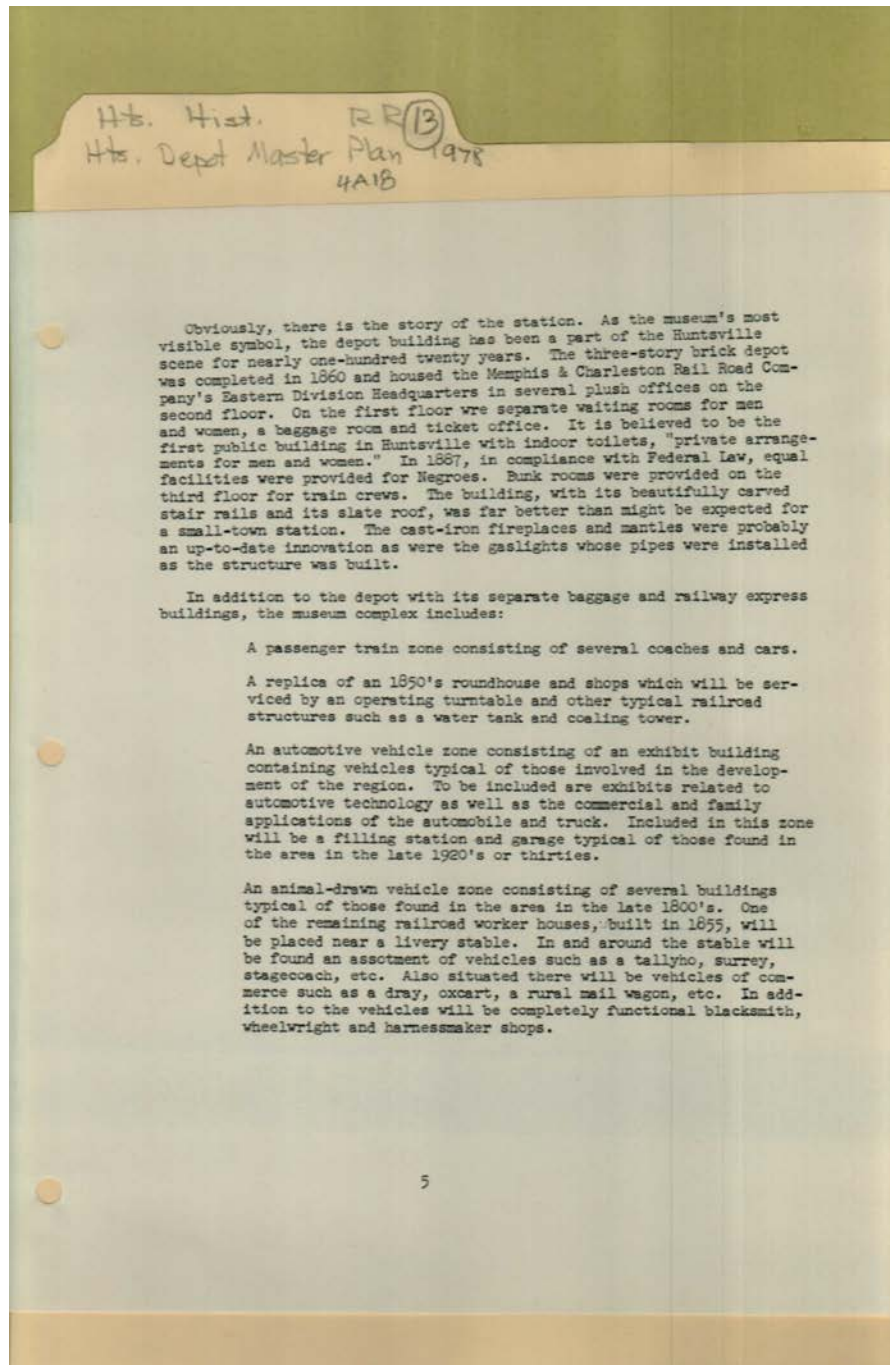 Hts. Hist. RR 13
Hts. Depot Master Plan 1978
4A1B
Obviously, there is the story of the station. As the museum's most
visible symbol, the depot building has been a part of the Huntsville
scene for nearly one-hundred twenty years. The three-story brick depot
was completed in 1860 and housed the Memphis & Charleston Rail Road Com-
pany's Eastern Division Headquarters in several plush offices on the
second floor. On the first floor wre separate waiting rooms for men
and women, a baggage room and ticket office. It is believed to be the
first public building in Huntsville with indoor toilets, "private arrange-
ments for men and women." In 1887, in compliance with Federal Law, equal
facilities were provided for Negroes. Bunk rooms were provided on the
third floor for train crews. The building, with its beautifully carved
stair rails and its slate roof, was far better than might be expected for
a small-town station. The cast-iron fireplaces and mantles were probably
an up-to-date innovation as were the gaslights whose pipes were installed
as the structure was built.
In addition to the depot with its separate baggage and railway express
buildings, the museum complex includes:
A passenger train zone consisting of several coaches and cars.
A replica of an 1850's roundhouse and shops which will be ser-
viced by an operating turntable and other typical railroad
structures such as a water tank and coaling tower.
An automotive vehicle zone consisting of an exhibit building
containing vehicles typical of those involved in the develop-
ment of the region. To be included are exhibits related to
automotive technology as well as the commercial and family
applications of the automobile and truck. Included in this zone
will be a filling station and garage typical of those found in
the area in the late 1920's or thirties.
An animal-drawn vehicle zone consisting of several buildings
typical of those found in the area in the late 1800's. One
of the remaining railroad worker houses, built in 1855, will
be placed near a livery stable. In and around the stable will
be found an assotment of vehicles such as a tallyho, surrey,
stagecoach, etc. Also situated there will be vehicles of com-
merce such as a dray, oxcart, a rural mail wagon, etc. In add-
ition to the vehicles will be completely functional blacksmith,
wheelwright and harnessmaker shops.
5